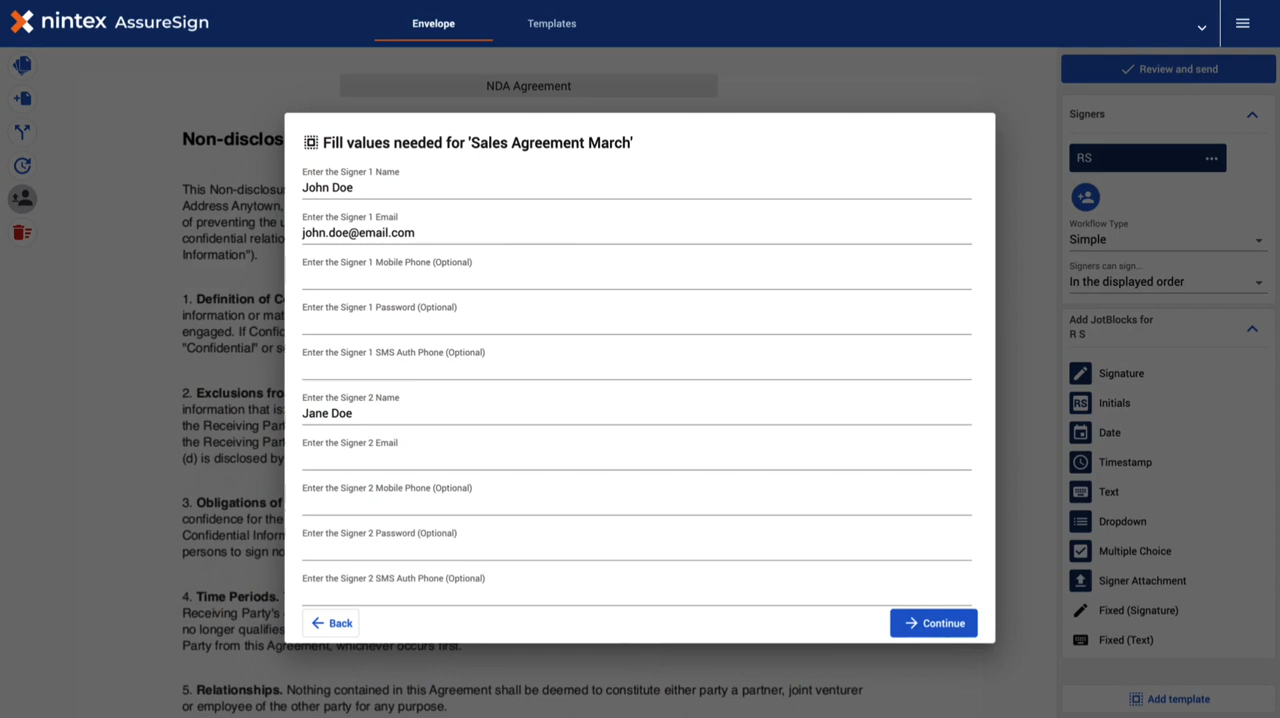 nintex AssureSign
Envelope
Templates
Review and send
NDA Agreement
Non-disclos
This Non-disclosu
Address Anytown,
of preventing the u
confidential relatio
Information").
1. Definition of C
information or mat
engaged. If Confid
"Confidential" or s
2. Exclusions fro
information that is:
the Receiving Part
the Receiving Part
(d) is disclosed by
3. Obligations of
confidence for the
Confidential Inform
persons to sign no
4. Time Periods.
Receiving Party's
no longer qualifies
Party from this Agreement, whichever occurs first.
5. Relationships. Nothing contained in this Agreement shall be deemed to constitute either party a partner, joint venturer
or employee of the other party for any purpose.
Fill values needed for 'Sales Agreement March'
Enter the Signer 1 Name
John Doe
Enter the Signer 1 Email
john.doe@email.com
Enter the Signer 1 Mobile Phone (Optional)
Enter the Signer 1 Password (Optional)
Enter the Signer 1 SMS Auth Phone (Optional)
Enter the Signer 2 Name
Jane Doe
Enter the Signer 2 Email
Enter the Signer 2 Mobile Phone (Optional)
Enter the Signer 2 Password (Optional)
Enter the Signer 2 SMS Auth Phone (Optional)
Back
Continue
Signers
RS
Workflow Type
Simple
Signers can sign...
In the displayed order
Add JotBlocks for
R S
Signature
RS Initials
Date
Timestamp
Text
Dropdown
Multiple Choice
Signer Attachment
Fixed (Signature)
Fixed (Text)
Add template